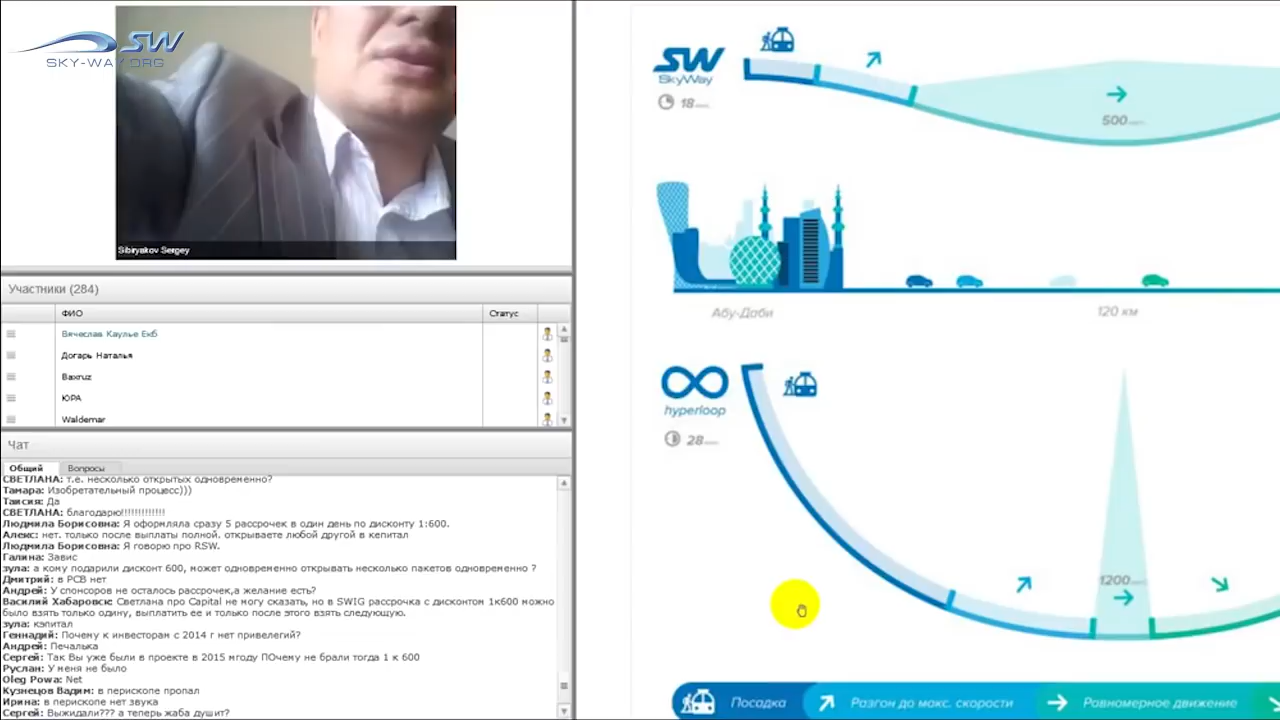 SW
SKY-WAY.ORG
Sibiryakov Sergey
Участники (284)
ФИО
Статус
Вячеслав Каулье Екб
Догарь Наталья
Baxruz
ЮРА
Waldemar
Чат
Общий
Вопросы
СВЕТЛАНА: т.е. несколько открытых одновременно?
Тамара: Изобретательный процесс)))
Таисия: Да
СВЕТЛАНА: благодарю!!!!!!!!!!!!!
Людмила Борисовна: Я оформляла сразу 5 рассрочек в один день по дисконту 1:600.
Алекс: нет. только после выплаты полной. открываете любой другой в кепитал
Людмила Борисовна: Я говорю про RSW.
Галина: Завис
зула: а кому подарили дисконт 600, может одновременно открывать несколько пакетов одновременно ?
Дмитрий: в РСВ нет
Андрей: У спонсоров не осталось рассрочек,а желание есть?
Василий Хабаровск: Светлана про Capital не могу сказать, но в SWIG рассрочка с дисконтом 1к600 можно
было взять только одину, выплатить ее и только после этого взять следующую.
зула: кэпитал
Геннадий: Почему к инвесторам с 2014 г нет привелегий?
Андрей: Печалька
Сергей: Так Вы уже были в проекте в 2015 мгоду ПОчему не брали тогда 1 к 600
Руслан: У меня не было
Oleg Powa: Net
Кузнецов Вадим: в перископе пропал
Ирина: в перископе нет звука
Сергей: Выжидали??? а теперь жаба душит?
SW
SkyWay
18
500
Абу-Даби
120 км
hyperloop
28
1200
Посадка
Разгон до макс. скорости
Равномерное движение